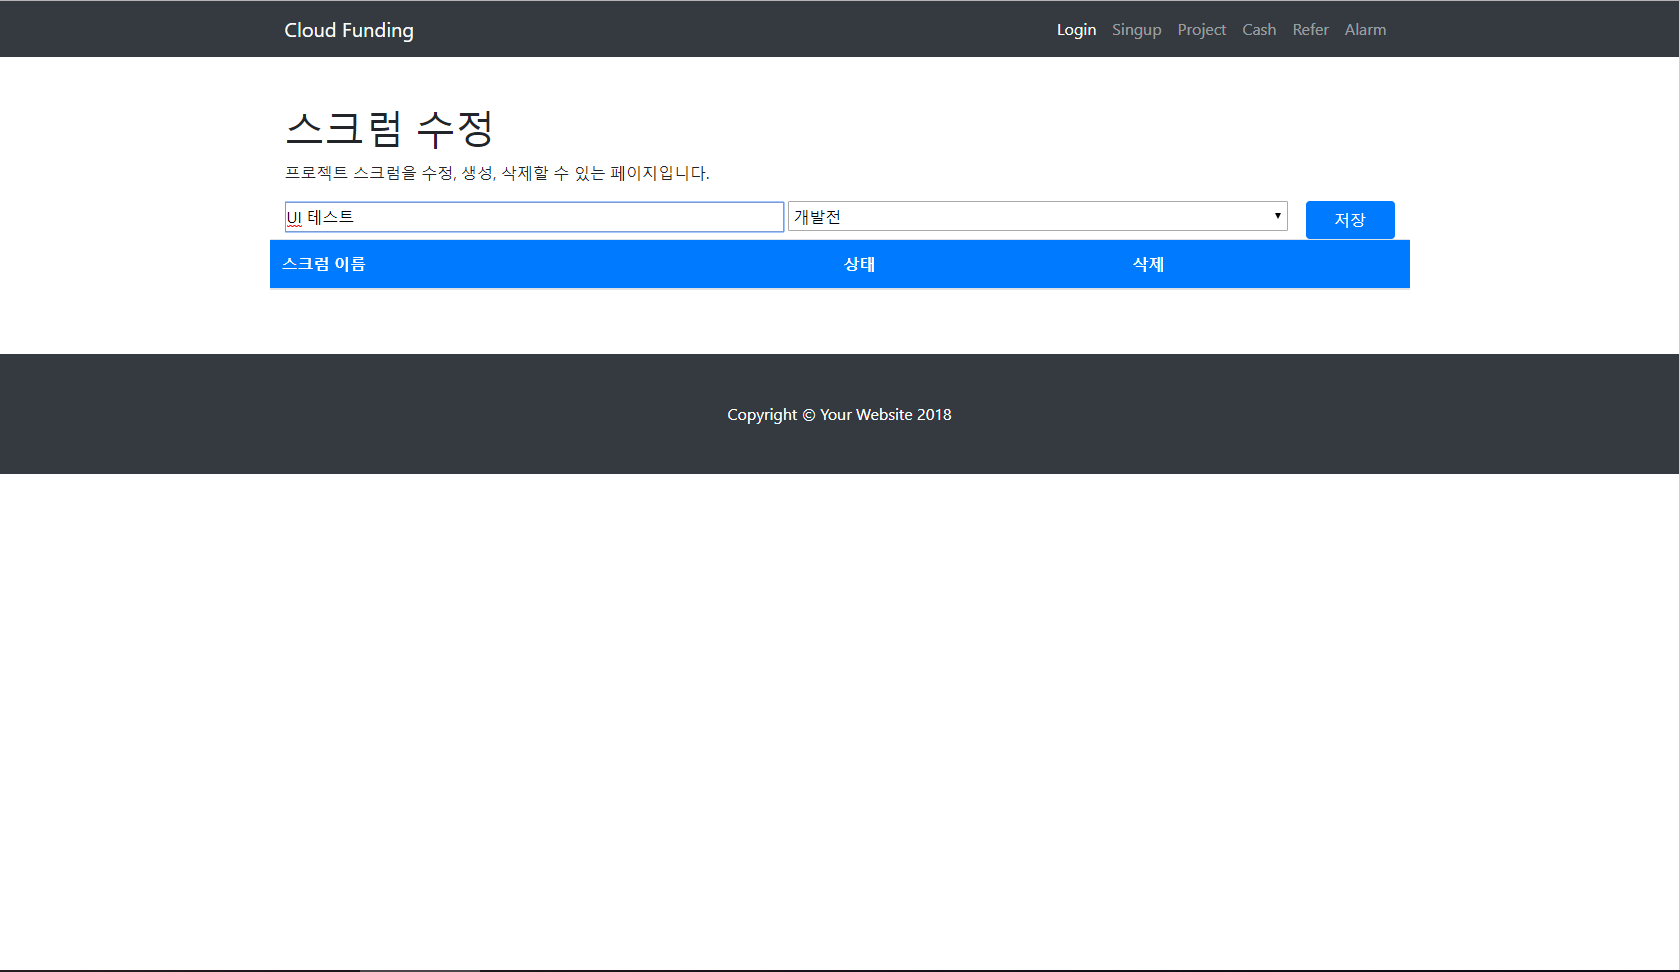 Cloud Funding Login Singup Project Cash Refer Alarm
스크럼 수정
프로젝트 스크럼을 수정, 생성, 삭제할 수 있는 페이지입니다.
UI 테스트 개발전 저장
스크럼 이름 상태 삭제
Copyright © Your Website 2018